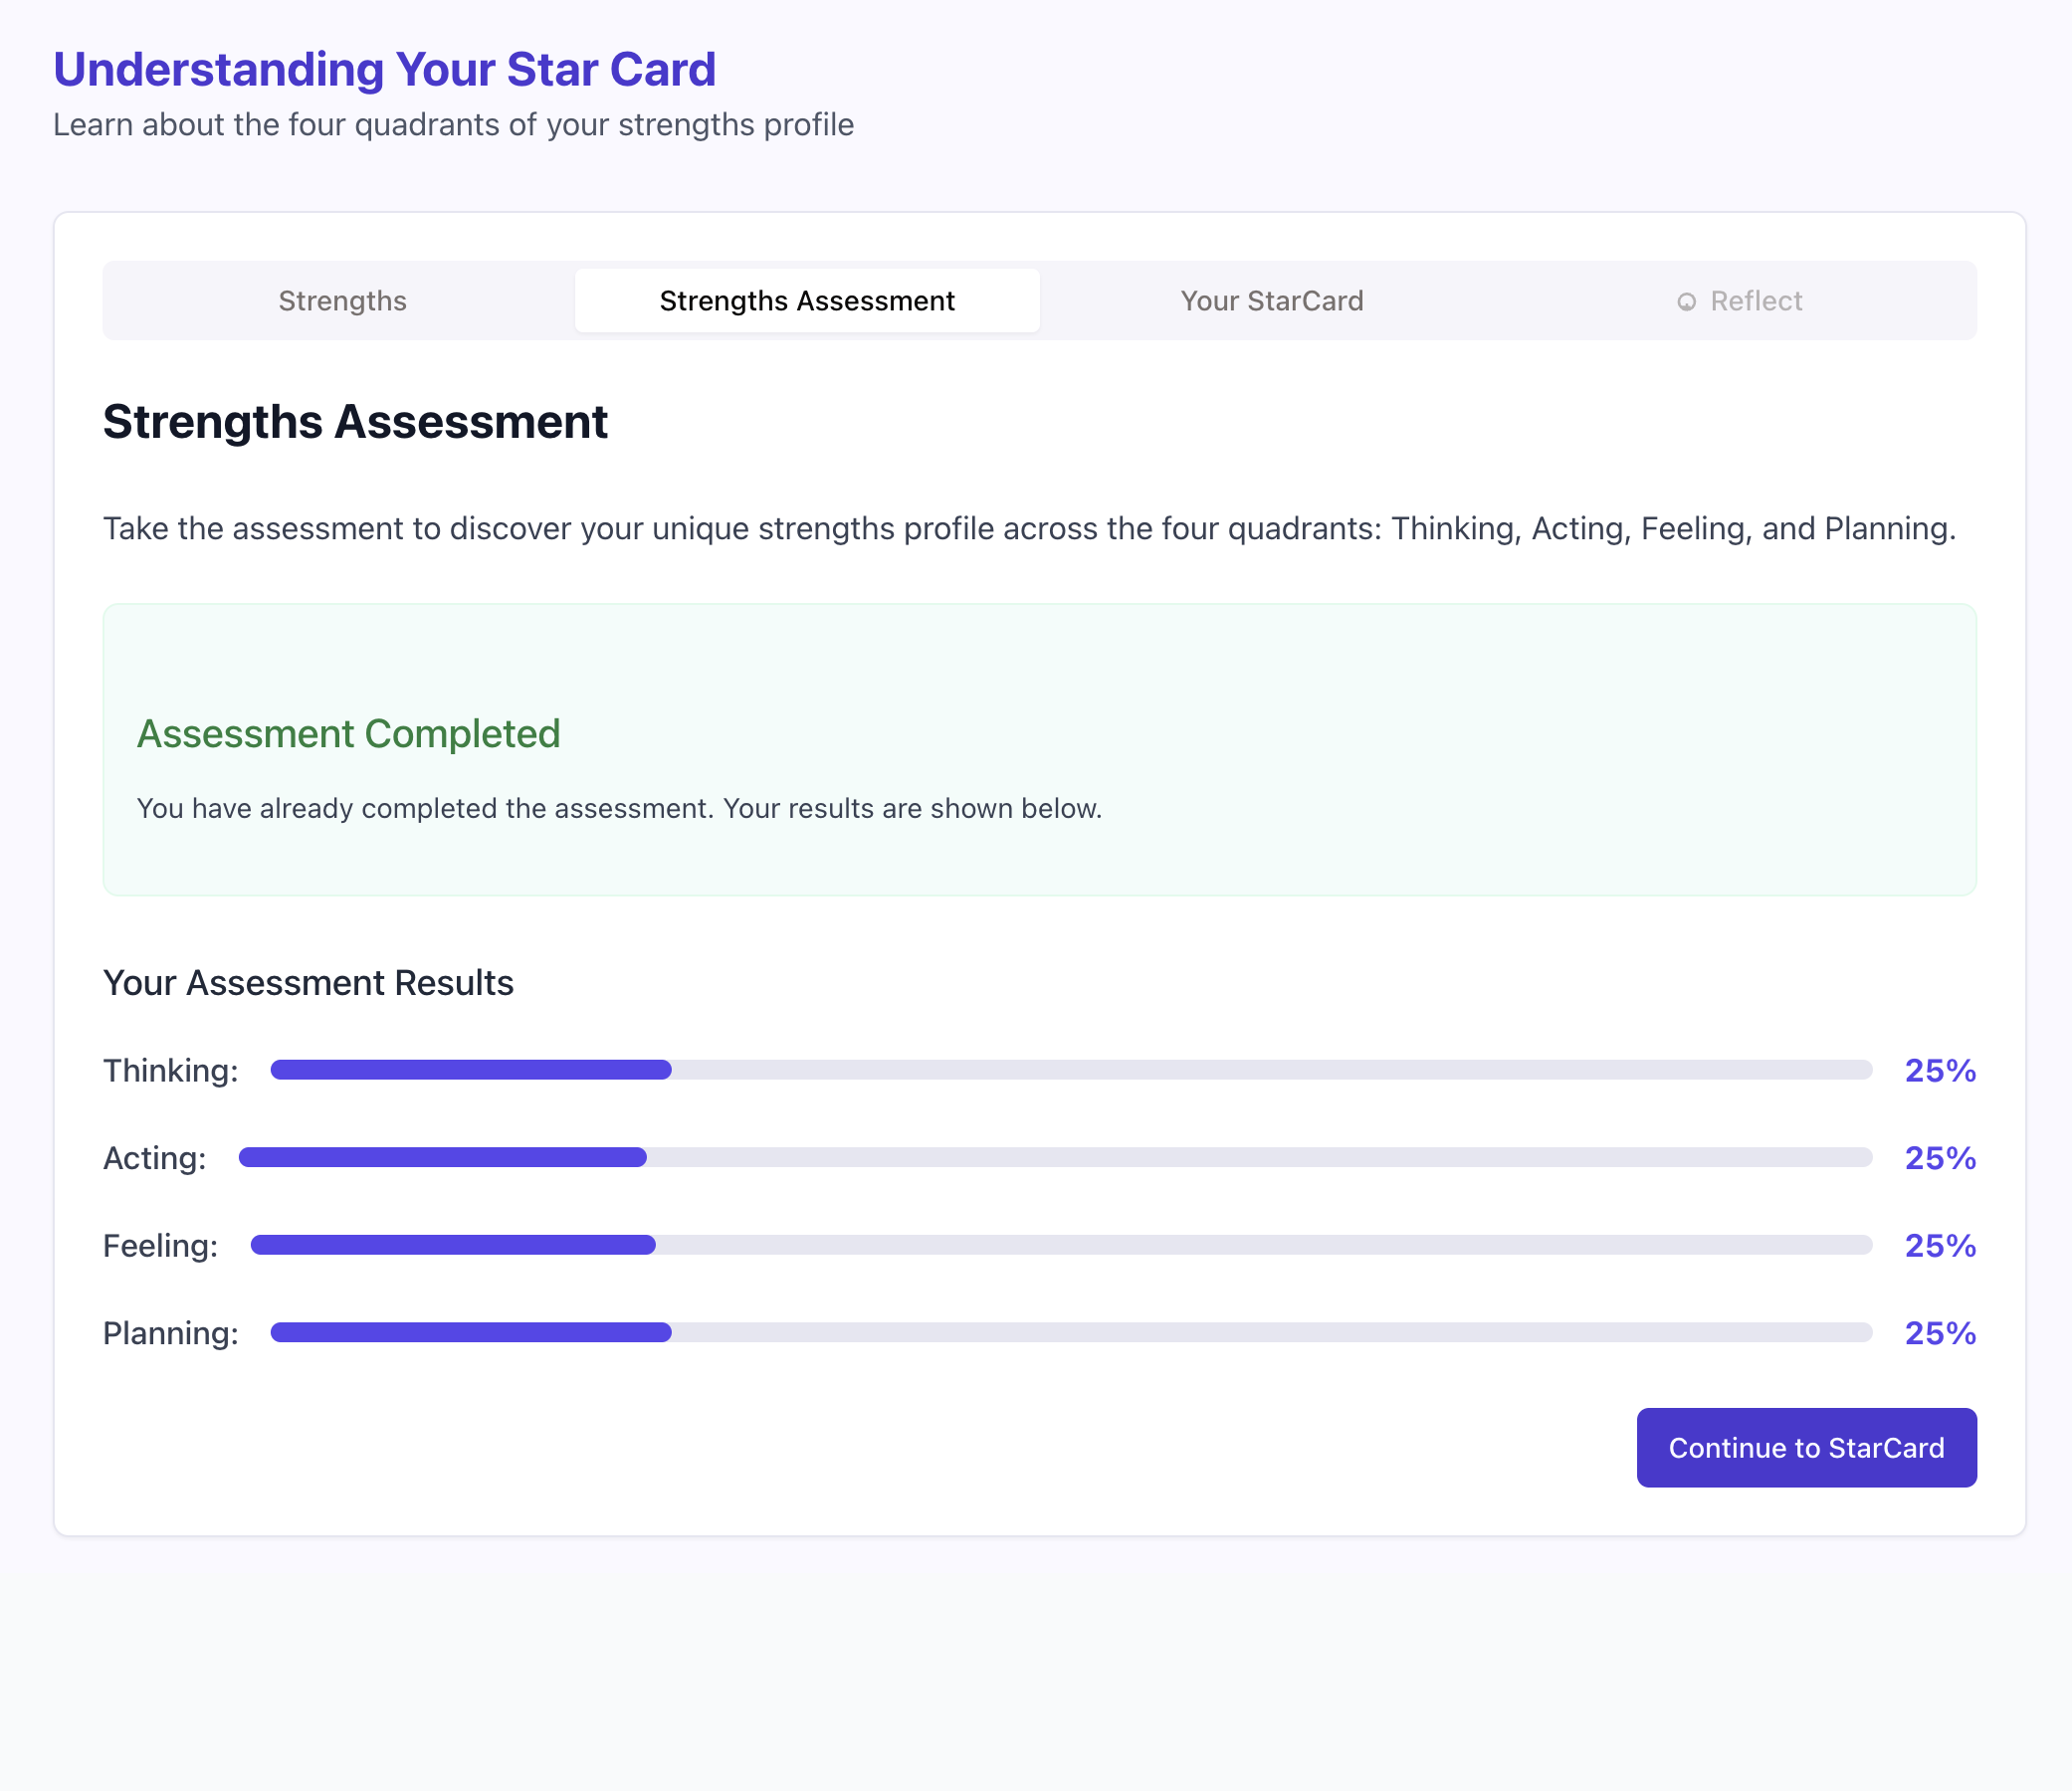 Understanding Your Star Card
Learn about the four quadrants of your strengths profile
Strengths
Strengths Assessment
Your StarCard
Reflect
Strengths Assessment
Take the assessment to discover your unique strengths profile across the four quadrants: Thinking, Acting, Feeling, and Planning.
Assessment Completed
You have already completed the assessment. Your results are shown below.
Your Assessment Results
Thinking: 25%
Acting: 25%
Feeling: 25%
Planning: 25%
Continue to StarCard